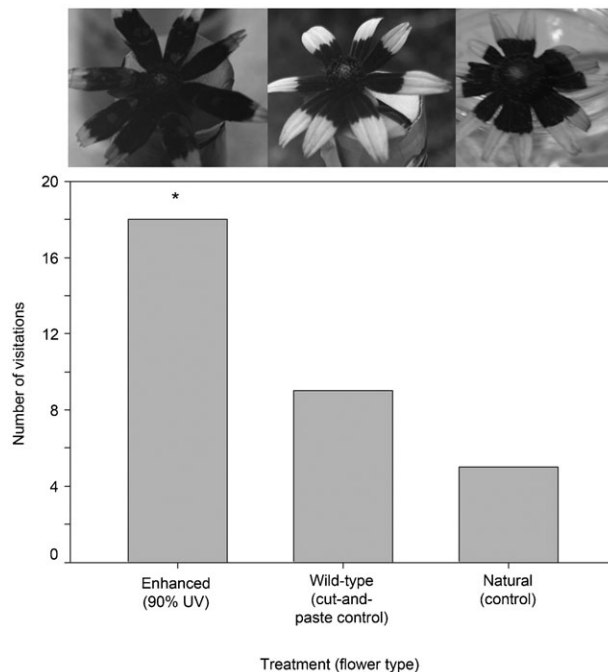 20
*
16
12
8
4
0
Number of visitations
Enhanced
(90% UV)
Wild-type
(cut-and-
paste control)
Natural
(control)
Treatment (flower type)